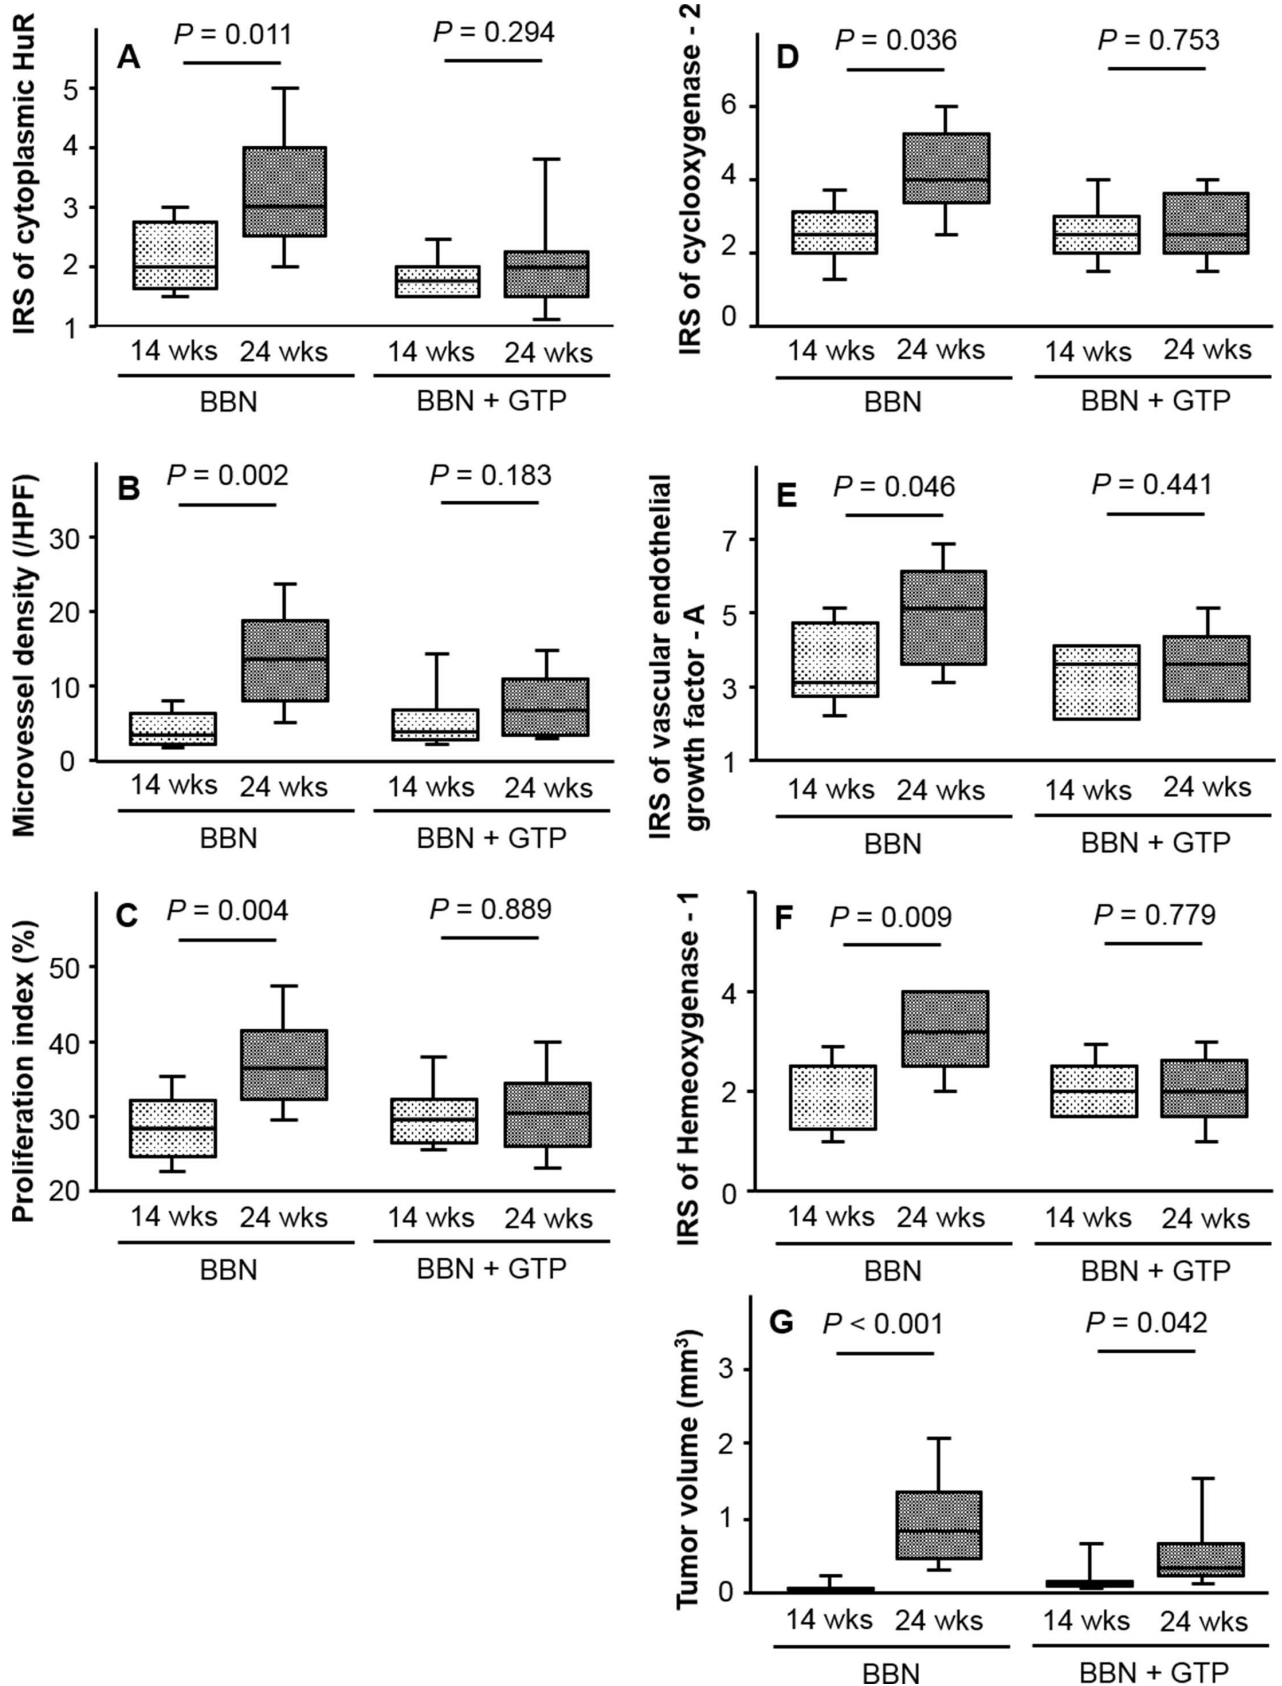 A
P = 0.011
P = 0.294
IRS of cytoplasmic HuR
5
4
3
2
1
14 wks 24 wks 14 wks 24 wks
BBN BBN + GTP
B
P = 0.002
P = 0.183
Microvessel density (/HPF)
30
20
10
0
14 wks 24 wks 14 wks 24 wks
BBN BBN + GTP
C
P = 0.004
P = 0.889
Proliferation index (%)
50
40
30
20
14 wks 24 wks 14 wks 24 wks
BBN BBN + GTP
D
P = 0.036
P = 0.753
IRS of cyclooxygenase - 2
6
4
2
0
14 wks 24 wks 14 wks 24 wks
BBN BBN + GTP
E
P = 0.046
P = 0.441
IRS of vascular endothelial
growth factor - A
7
5
3
1
14 wks 24 wks 14 wks 24 wks
BBN BBN + GTP
F
P = 0.009
P = 0.779
IRS of Hemeoxygenase - 1
4
2
0
14 wks 24 wks 14 wks 24 wks
BBN BBN + GTP
G
P < 0.001
P = 0.042
Tumor volume (mm³)
3
2
1
0
14 wks 24 wks 14 wks 24 wks
BBN BBN + GTP